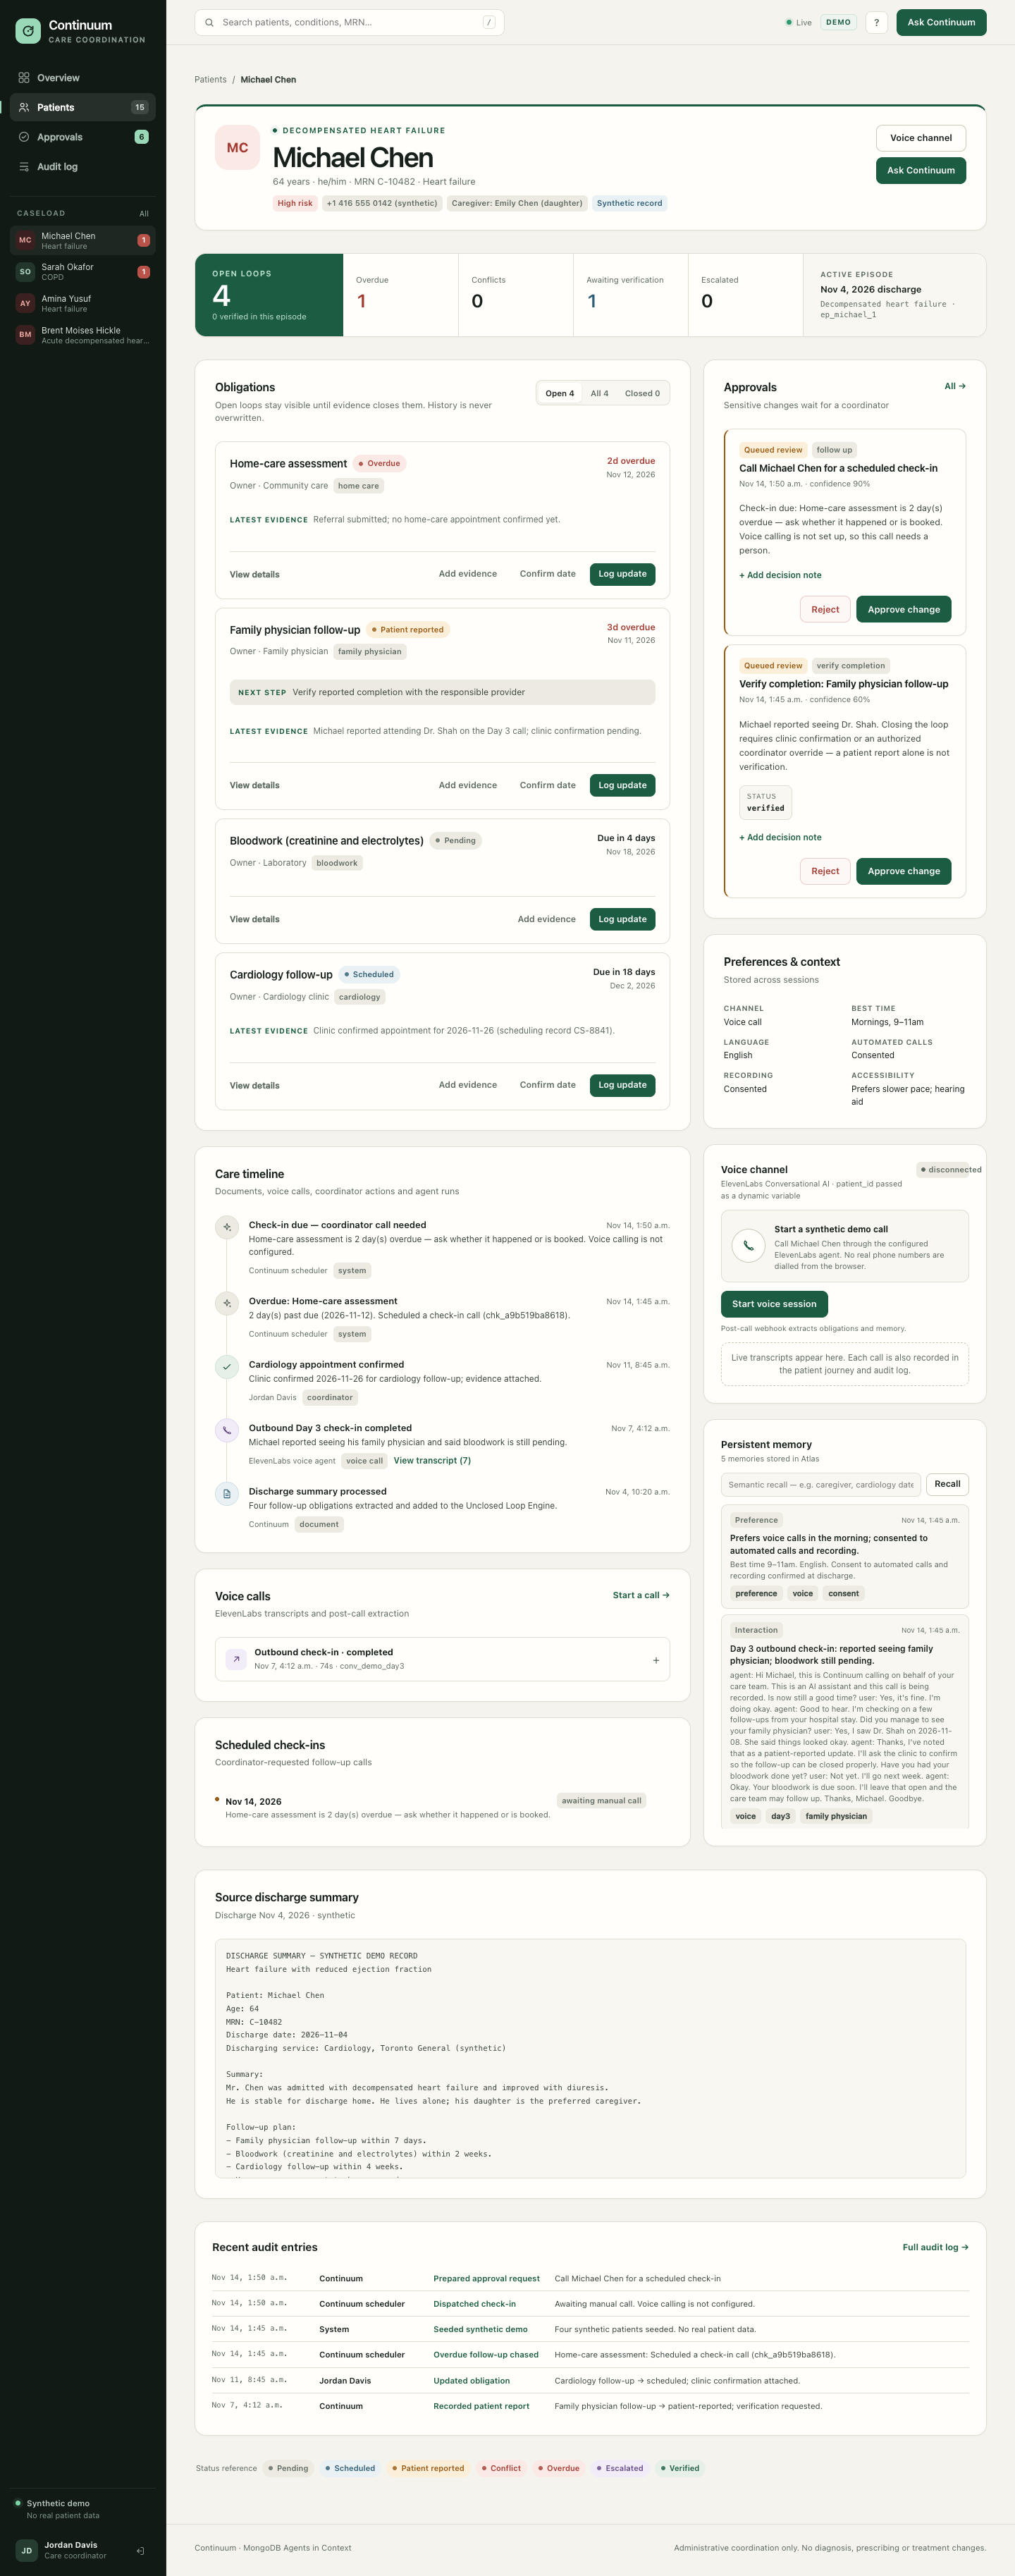 Continuum
CARE COORDINATION
Overview
Patients 15
Approvals 6
Audit log
CASELOAD All
MC Michael Chen 1
Heart failure
SO Sarah Okafor 1
COPD
AY Amina Yusuf
Heart failure
BM Brent Moises Hickle
Acute decompensated hear...
Synthetic demo
No real patient data
JD Jordan Davis
Care coordinator
Search patients, conditions, MRN... /
Live DEMO ? Ask Continuum
Patients / Michael Chen
MC
DECOMPENSATED HEART FAILURE
Michael Chen
64 years · he/him · MRN C-10482 · Heart failure
High risk +1 416 555 0142 (synthetic) Caregiver: Emily Chen (daughter) Synthetic record
Voice channel
Ask Continuum
OPEN LOOPS
4
0 verified in this episode
Overdue
1
Conflicts
0
Awaiting verification
1
Escalated
0
ACTIVE EPISODE
Nov 4, 2026 discharge
Decompensated heart failure ·
ep_michael_1
Obligations
Open loops stay visible until evidence closes them. History is never
overwritten.
Open 4 All 4 Closed 0
Home-care assessment Overdue 2d overdue
Owner · Community care home care Nov 12, 2026
LATEST EVIDENCE Referral submitted; no home-care appointment confirmed yet.
View details Add evidence Confirm date Log update
Family physician follow-up Patient reported 3d overdue
Owner · Family physician family physician Nov 11, 2026
NEXT STEP Verify reported completion with the responsible provider
LATEST EVIDENCE Michael reported attending Dr. Shah on the Day 3 call; clinic confirmation pending.
View details Add evidence Confirm date Log update
Bloodwork (creatinine and electrolytes) Pending Due in 4 days
Owner · Laboratory bloodwork Nov 18, 2026
View details Add evidence Log update
Cardiology follow-up Scheduled Due in 18 days
Owner · Cardiology clinic cardiology Dec 2, 2026
LATEST EVIDENCE Clinic confirmed appointment for 2026-11-26 (scheduling record CS-8841).
View details Add evidence Confirm date Log update
Approvals All →
Sensitive changes wait for a coordinator
Queued review follow up
Call Michael Chen for a scheduled check-in
Nov 14, 1:50 a.m. · confidence 90%
Check-in due: Home-care assessment is 2 day(s)
overdue — ask whether it happened or is booked.
Voice calling is not set up, so this call needs a
person.
+ Add decision note
Reject Approve change
Queued review verify completion
Verify completion: Family physician follow-up
Nov 14, 1:45 a.m. · confidence 60%
Michael reported seeing Dr. Shah. Closing the loop
requires clinic confirmation or an authorized
coordinator override — a patient report alone is not
verification.
STATUS
verified
+ Add decision note
Reject Approve change
Preferences & context
Stored across sessions
CHANNEL BEST TIME
Voice call Mornings, 9–11am
LANGUAGE AUTOMATED CALLS
English Consented
RECORDING ACCESSIBILITY
Consented Prefers slower pace; hearing
aid
Care timeline
Documents, voice calls, coordinator actions and agent runs
Check-in due — coordinator call needed Nov 14, 1:50 a.m.
Home-care assessment is 2 day(s) overdue — ask whether it happened or is booked. Voice calling is not
configured.
Continuum scheduler system
Overdue: Home-care assessment Nov 14, 1:45 a.m.
2 day(s) past due (2026-11-12). Scheduled a check-in call (chk_a9b519ba8618).
Continuum scheduler system
Cardiology appointment confirmed Nov 11, 8:45 a.m.
Clinic confirmed 2026-11-26 for cardiology follow-up; evidence attached.
Jordan Davis coordinator
Outbound Day 3 check-in completed Nov 7, 4:12 a.m.
Michael reported seeing his family physician and said bloodwork is still pending.
ElevenLabs voice agent voice call View transcript (7)
Discharge summary processed Nov 4, 10:20 a.m.
Four follow-up obligations extracted and added to the Unclosed Loop Engine.
Continuum document
Voice calls Start a call →
ElevenLabs transcripts and post-call extraction
Outbound check-in · completed
Nov 7, 4:12 a.m. · 74s · conv_demo_day3 +
Scheduled check-ins
Coordinator-requested follow-up calls
Nov 14, 2026 awaiting manual call
Home-care assessment is 2 day(s) overdue — ask whether it happened or is booked.
Voice channel disconnected
ElevenLabs Conversational AI · patient_id passed
as a dynamic variable
Start a synthetic demo call
Call Michael Chen through the configured
ElevenLabs agent. No real phone numbers are
dialled from the browser.
Start voice session
Post-call webhook extracts obligations and memory.
Live transcripts appear here. Each call is also recorded in
the patient journey and audit log.
Persistent memory
5 memories stored in Atlas
Semantic recall — e.g. caregiver, cardiology date Recall
Preference Nov 14, 1:45 a.m.
Prefers voice calls in the morning; consented to
automated calls and recording.
Best time 9–11am. English. Consent to automated calls and
recording confirmed at discharge.
preference voice consent
Interaction Nov 14, 1:45 a.m.
Day 3 outbound check-in: reported seeing family
physician; bloodwork still pending.
agent: Hi Michael, this is Continuum calling on behalf of your
care team. This is an AI assistant and this call is being
recorded. Is now still a good time? user: Yes, it's fine. I'm
doing okay. agent: Good to hear. I'm checking on a few
follow-ups from your hospital stay. Did you manage to see
your family physician? user: Yes, I saw Dr. Shah on 2026-11-
08. She said things looked okay. agent: Thanks, I've noted
that as a patient-reported update. I'll ask the clinic to confirm
so the follow-up can be closed properly. Have you had your
bloodwork done yet? user: Not yet. I'll go next week. agent:
Okay. Your bloodwork is due soon. I'll leave that open and the
care team may follow up. Thanks, Michael. Goodbye.
voice day3 family physician
Source discharge summary
Discharge Nov 4, 2026 · synthetic
DISCHARGE SUMMARY — SYNTHETIC DEMO RECORD
Heart failure with reduced ejection fraction
Patient: Michael Chen
Age: 64
MRN: C-10482
Discharge date: 2026-11-04
Discharging service: Cardiology, Toronto General (synthetic)
Summary:
Mr. Chen was admitted with decompensated heart failure and improved with diuresis.
He is stable for discharge home. He lives alone; his daughter is the preferred caregiver.
Follow-up plan:
- Family physician follow-up within 7 days.
- Bloodwork (creatinine and electrolytes) within 2 weeks.
- Cardiology follow-up within 4 weeks.
Recent audit entries Full audit log →
Nov 14, 1:50 a.m. Continuum Prepared approval request Call Michael Chen for a scheduled check-in
Nov 14, 1:50 a.m. Continuum scheduler Dispatched check-in Awaiting manual call. Voice calling is not configured.
Nov 14, 1:45 a.m. System Seeded synthetic demo Four synthetic patients seeded. No real patient data.
Nov 14, 1:45 a.m. Continuum scheduler Overdue follow-up chased Home-care assessment: Scheduled a check-in call (chk_a9b519ba8618).
Nov 11, 8:45 a.m. Jordan Davis Updated obligation Cardiology follow-up → scheduled; clinic confirmation attached.
Nov 7, 4:12 a.m. Continuum Recorded patient report Family physician follow-up → patient-reported; verification requested.
Status reference Pending Scheduled Patient reported Conflict Overdue Escalated Verified
Continuum · MongoDB Agents in Context Administrative coordination only. No diagnosis, prescribing or treatment changes.